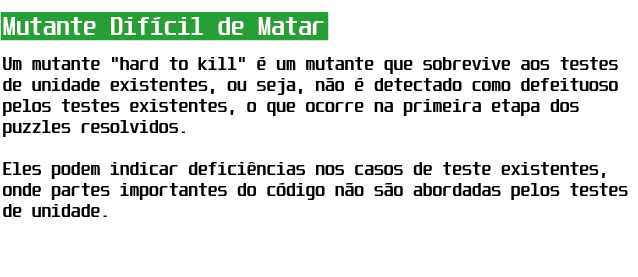 Mutante Difícil de Matar
Um mutante "hard to kill" é um mutante que sobrevive aos testes
de unidade existentes, ou seja, não é detectado como defeituoso
pelos testes existentes, o que ocorre na primeira etapa dos
puzzles resolvidos.
Eles podem indicar deficiências nos casos de teste existentes,
onde partes importantes do código não são abordadas pelos testes
de unidade.